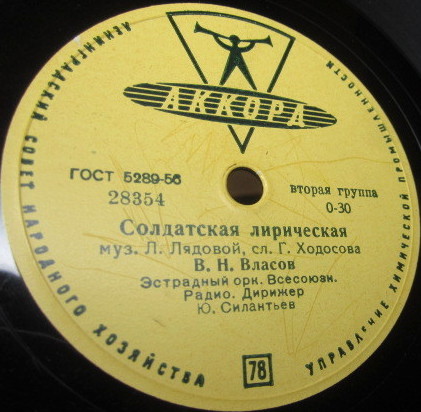 АККОРД
ГОСТ 5289-56
28354
вторая группа
0-30
Солдатская лирическая
муз. Л. Лядовой, сл. Г. Ходосова
В. Н. Власов
Эстрадный орк. Всесоюзн.
Радио. Дирижер
Ю. Силантьев
78
ЛЕНИНГРАДСКИЙ СОВЕТ НАРОДНОГО ХОЗЯЙСТВА
УПРАВЛЕНИЕ ХИМИЧЕСКОЙ ПРОМЫШЛЕННОСТИ